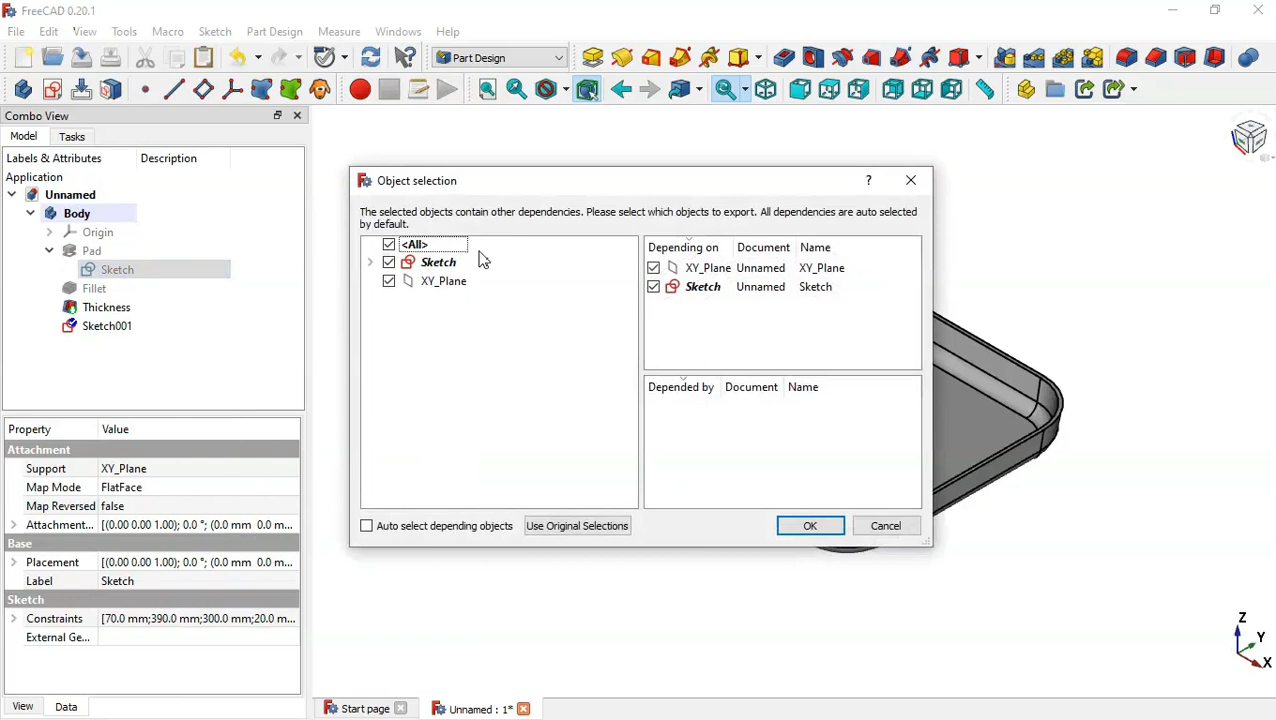 FreeCAD 0.20.1
File Edit View Tools Macro Sketch Part Design Measure Windows Help
Part Design
Combo View
Model Tasks
Labels & Attributes Description
Application
Unnamed
Body
Origin
Pad
Sketch
Fillet
Thickness
Sketch001
Property Value
Attachment
Support XY_Plane
Map Mode FlatFace
Map Reversed false
Attachment... [(0.00 0.00 1.00); 0.0 °; (0.0 mm 0.0 m...
Base
Placement [(0.00 0.00 1.00); 0.0 °; (0.0 mm 0.0 m...
Label Sketch
Sketch
Constraints [70.0 mm;390.0 mm;300.0 mm;20.0 m...
External Ge...
View Data
Object selection
The selected objects contain other dependencies. Please select which objects to export. All dependencies are auto selected
by default.
<All>
Sketch
XY_Plane
Depending on Document Name
XY_Plane Unnamed XY_Plane
Sketch Unnamed Sketch
Depended by Document Name
Auto select depending objects Use Original Selections OK Cancel
Z
Y
X
Start page Unnamed : 1*